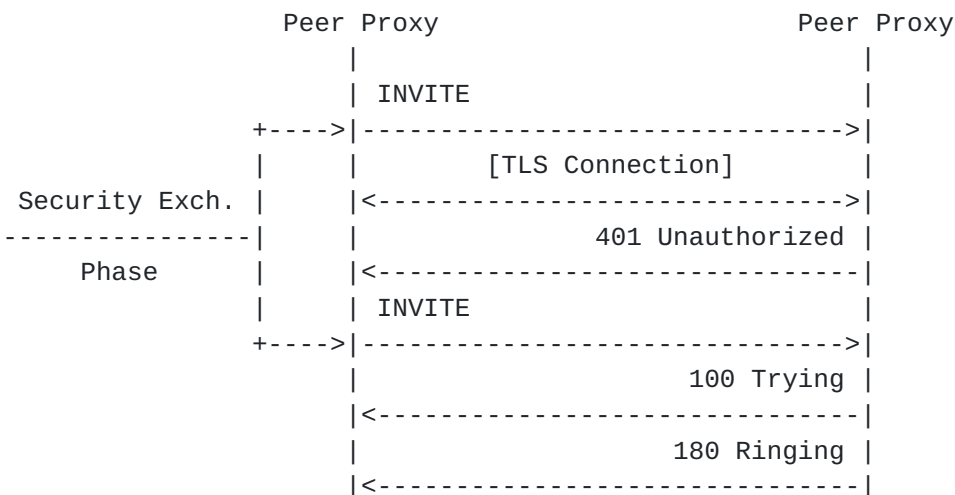 Peer Proxy                       Peer Proxy
                       |                                |
                       | INVITE                         |
                 +---->|------------------------------->|
                 |     |        [TLS Connection]        |
  Security Exch. |     |<------------------------------>|
 ----------------|     |               401 Unauthorized |
      Phase      |     |<-------------------------------|
                 |     | INVITE                         |
                 +---->|------------------------------->|
                       |                     100 Trying |
                       |<-------------------------------|
                       |                    180 Ringing |
                       |<-------------------------------|